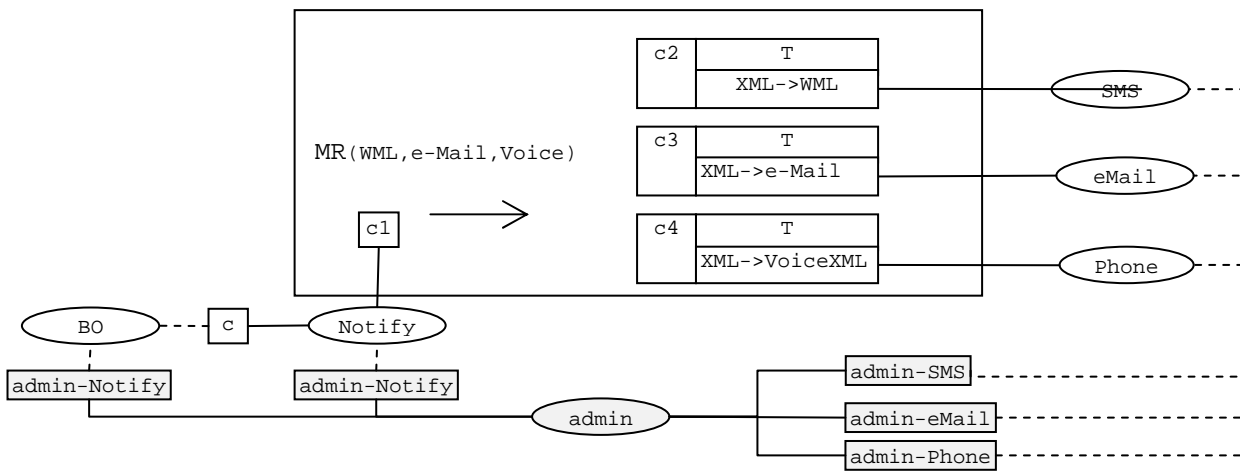 c2
T
XML->WML
SMS
c3
T
MR(WML,e-Mail,Voice)
XML->e-Mail
eMail
c1
c4
T
XML->VoiceXML
Phone
BO
c
Notify
admin-Notify
admin-Notify
admin-SMS
admin
admin-eMail
admin-Phone